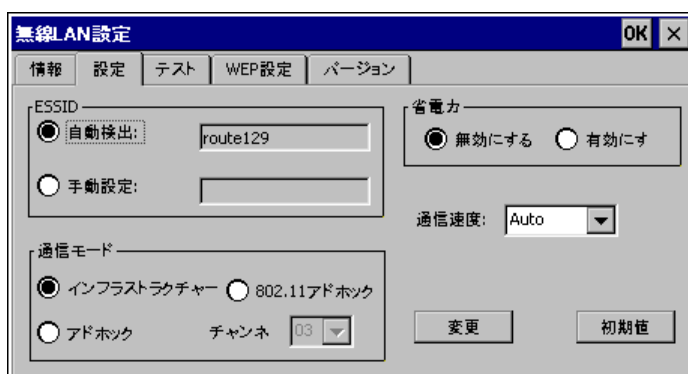 無線LAN設定 OK ×
情報 設定 テスト WEP設定 バージョン
ESSID
自動検出: route129
手動設定:
省電力
無効にする 有効にす
通信速度: Auto
通信モード
インフラストラクチャー 802.11アドホック
アドホック チャンネ 03
変更 初期値